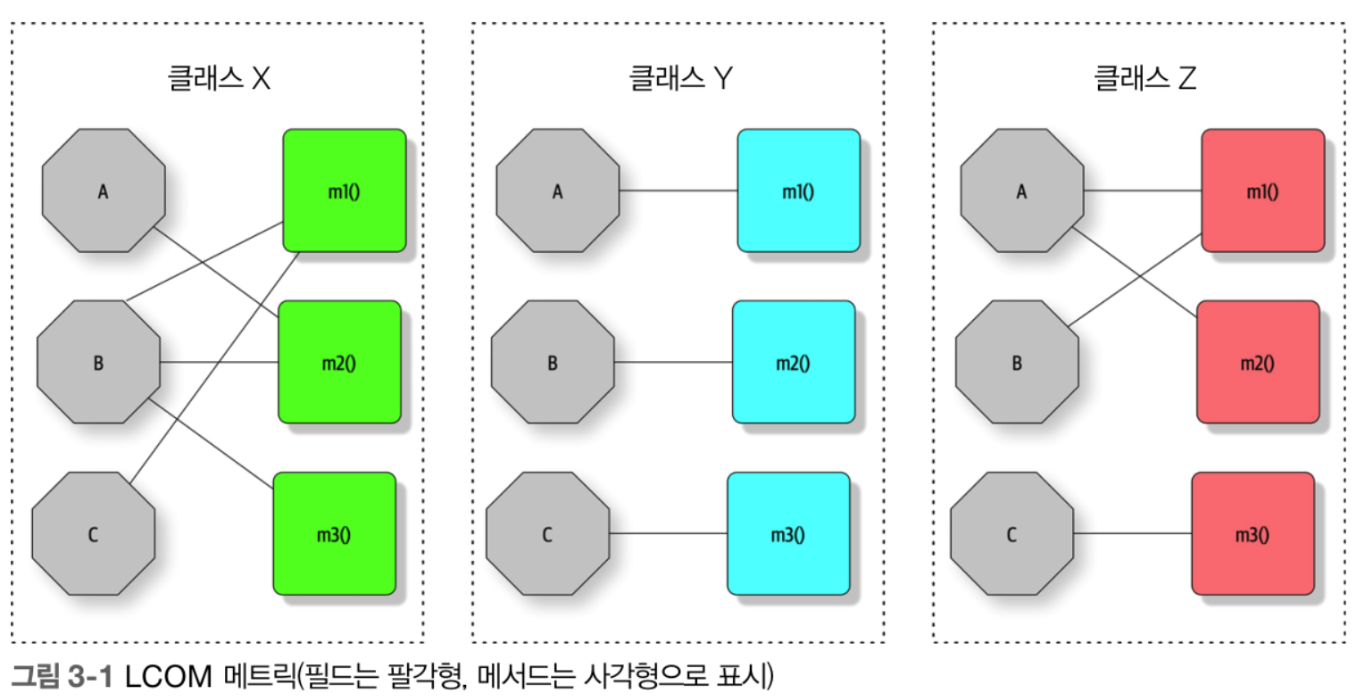 클래스 X
클래스 Y
클래스 Z
A
m1()
A
m1()
A
m1()
B
m2()
B
m2()
B
m2()
C
m3()
C
m3()
C
m3()
그림 3-1 LCOM 메트릭(필드는 팔각형, 메서드는 사각형으로 표시)